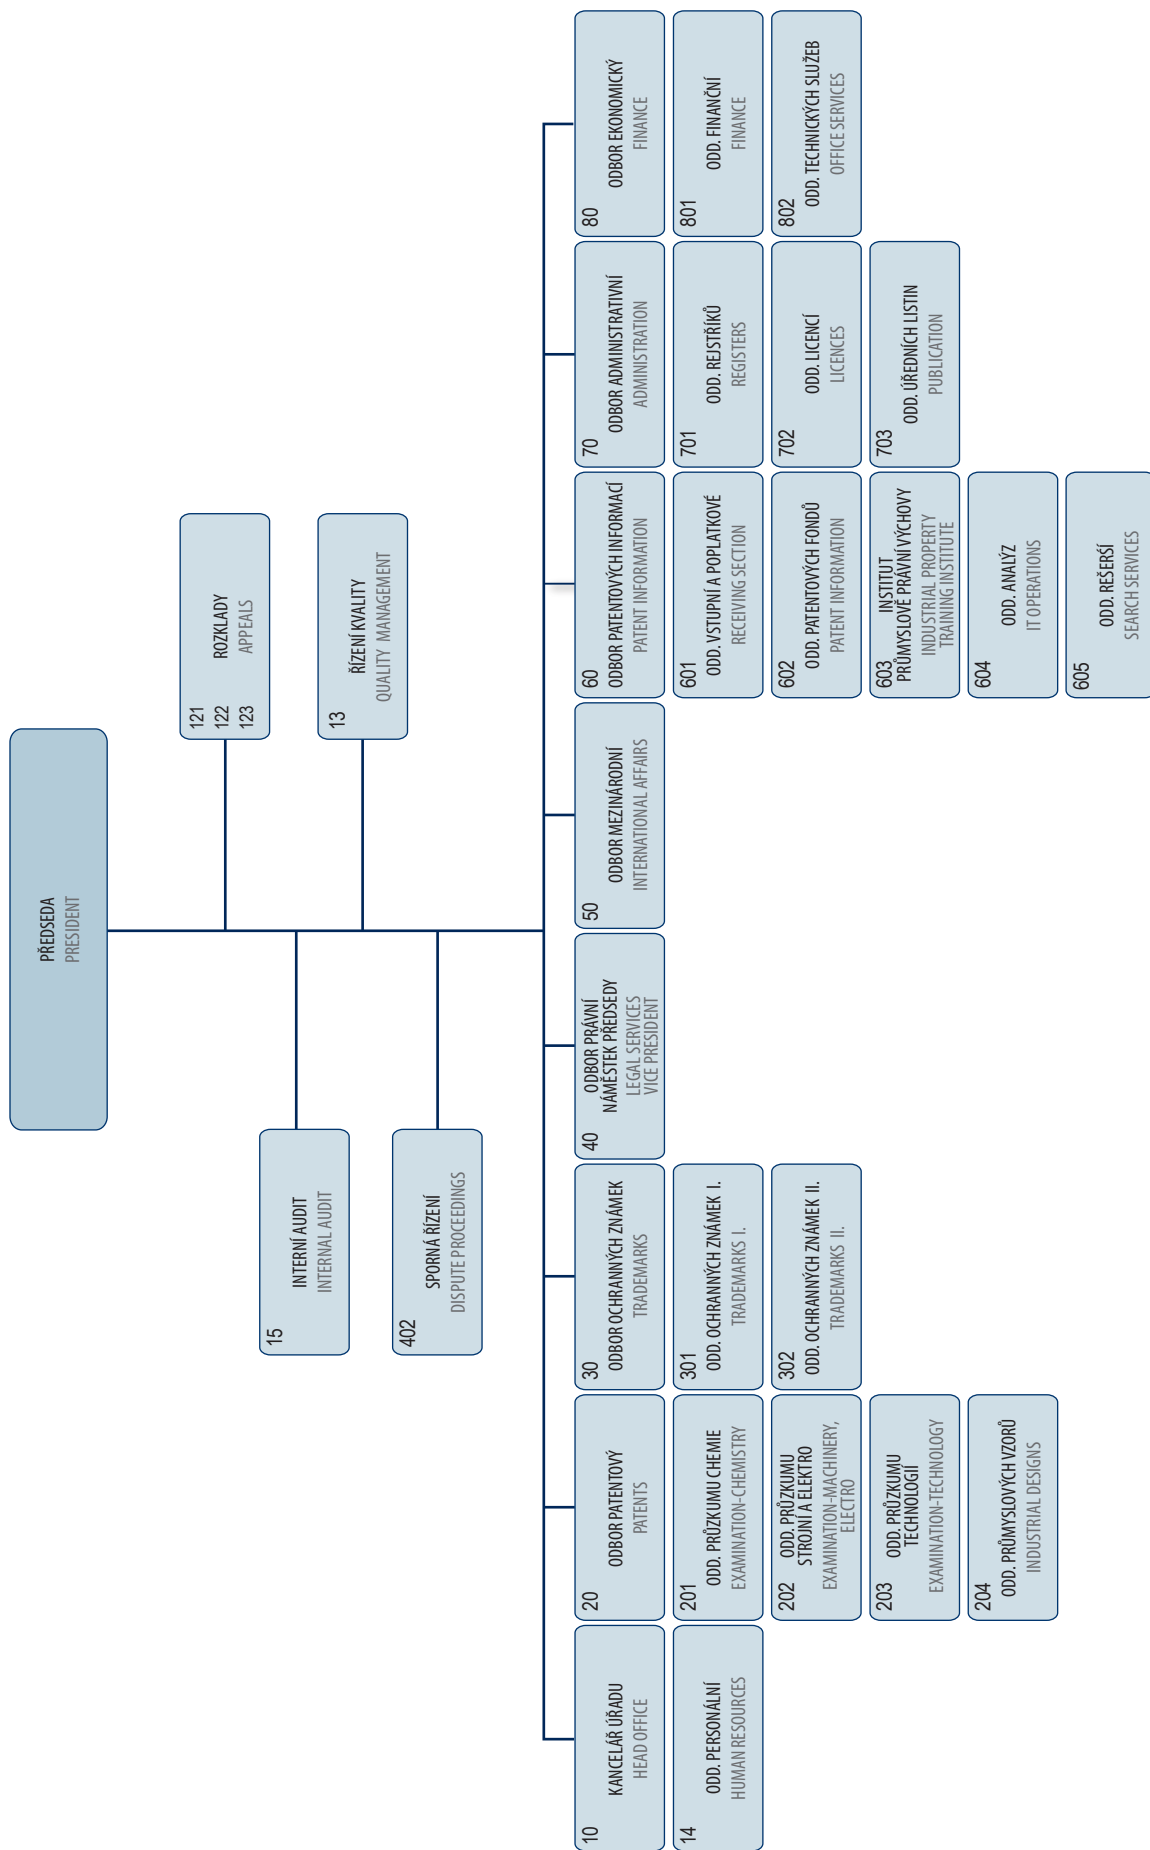 PŘEDSEDA
PRESIDENT
121
122
123
ROZKLADY
APPEALS
15
INTERNÍ AUDIT
INTERNAL AUDIT
13
ŘÍZENÍ KVALITY
QUALITY MANAGEMENT
402
SPORNÁ ŘÍZENÍ
DISPUTE PROCEEDINGS
10
KANCELÁŘ ÚŘADU
HEAD OFFICE
14
ODD. PERSONÁLNÍ
HUMAN RESOURCES
20
ODBOR PATENTOVÝ
PATENTS
201
ODD. PRŮZKUMU CHEMIE
EXAMINATION-CHEMISTRY
202
ODD. PRŮZKUMU
STROJNÍ A ELEKTRO
EXAMINATION-MACHINERY,
ELECTRO
203
ODD. PRŮZKUMU
TECHNOLOGIÍ
EXAMINATION-TECHNOLOGY
204
ODD. PRŮMYSLOVÝCH VZORŮ
INDUSTRIAL DESIGNS
30
ODBOR OCHRANNÝCH ZNÁMEK
TRADEMARKS
301
ODD. OCHRANNÝCH ZNÁMEK I.
TRADEMARKS I.
302
ODD. OCHRANNÝCH ZNÁMEK II.
TRADEMARKS II.
40
ODBOR PRÁVNÍ
NÁMĚSTEK PŘEDSEDY
LEGAL SERVICES
VICE PRESIDENT
50
ODBOR MEZINÁRODNÍ
INTERNATIONAL AFFAIRS
60
ODBOR PATENTOVÝCH INFORMACÍ
PATENT INFORMATION
601
ODD. VSTUPNÍ A POPLATKOVÉ
RECEIVING SECTION
602
ODD. PATENTOVÝCH FONDŮ
PATENT INFORMATION
603
INSTITUT
PRŮMYSLOVĚ PRÁVNÍ VÝCHOVY
INDUSTRIAL PROPERTY
TRAINING INSTITUTE
604
ODD. ANALÝZ
IT OPERATIONS
605
ODD. REŠERŠÍ
SEARCH SERVICES
70
ODBOR ADMINISTRATIVNÍ
ADMINISTRATION
701
ODD. REJSTŘÍKŮ
REGISTERS
702
ODD. LICENCÍ
LICENCES
703
ODD. ÚŘEDNÍCH LISTIN
PUBLICATION
80
ODBOR EKONOMICKÝ
FINANCE
801
ODD. FINANČNÍ
FINANCE
802
ODD. TECHNICKÝCH SLUŽEB
OFFICE SERVICES